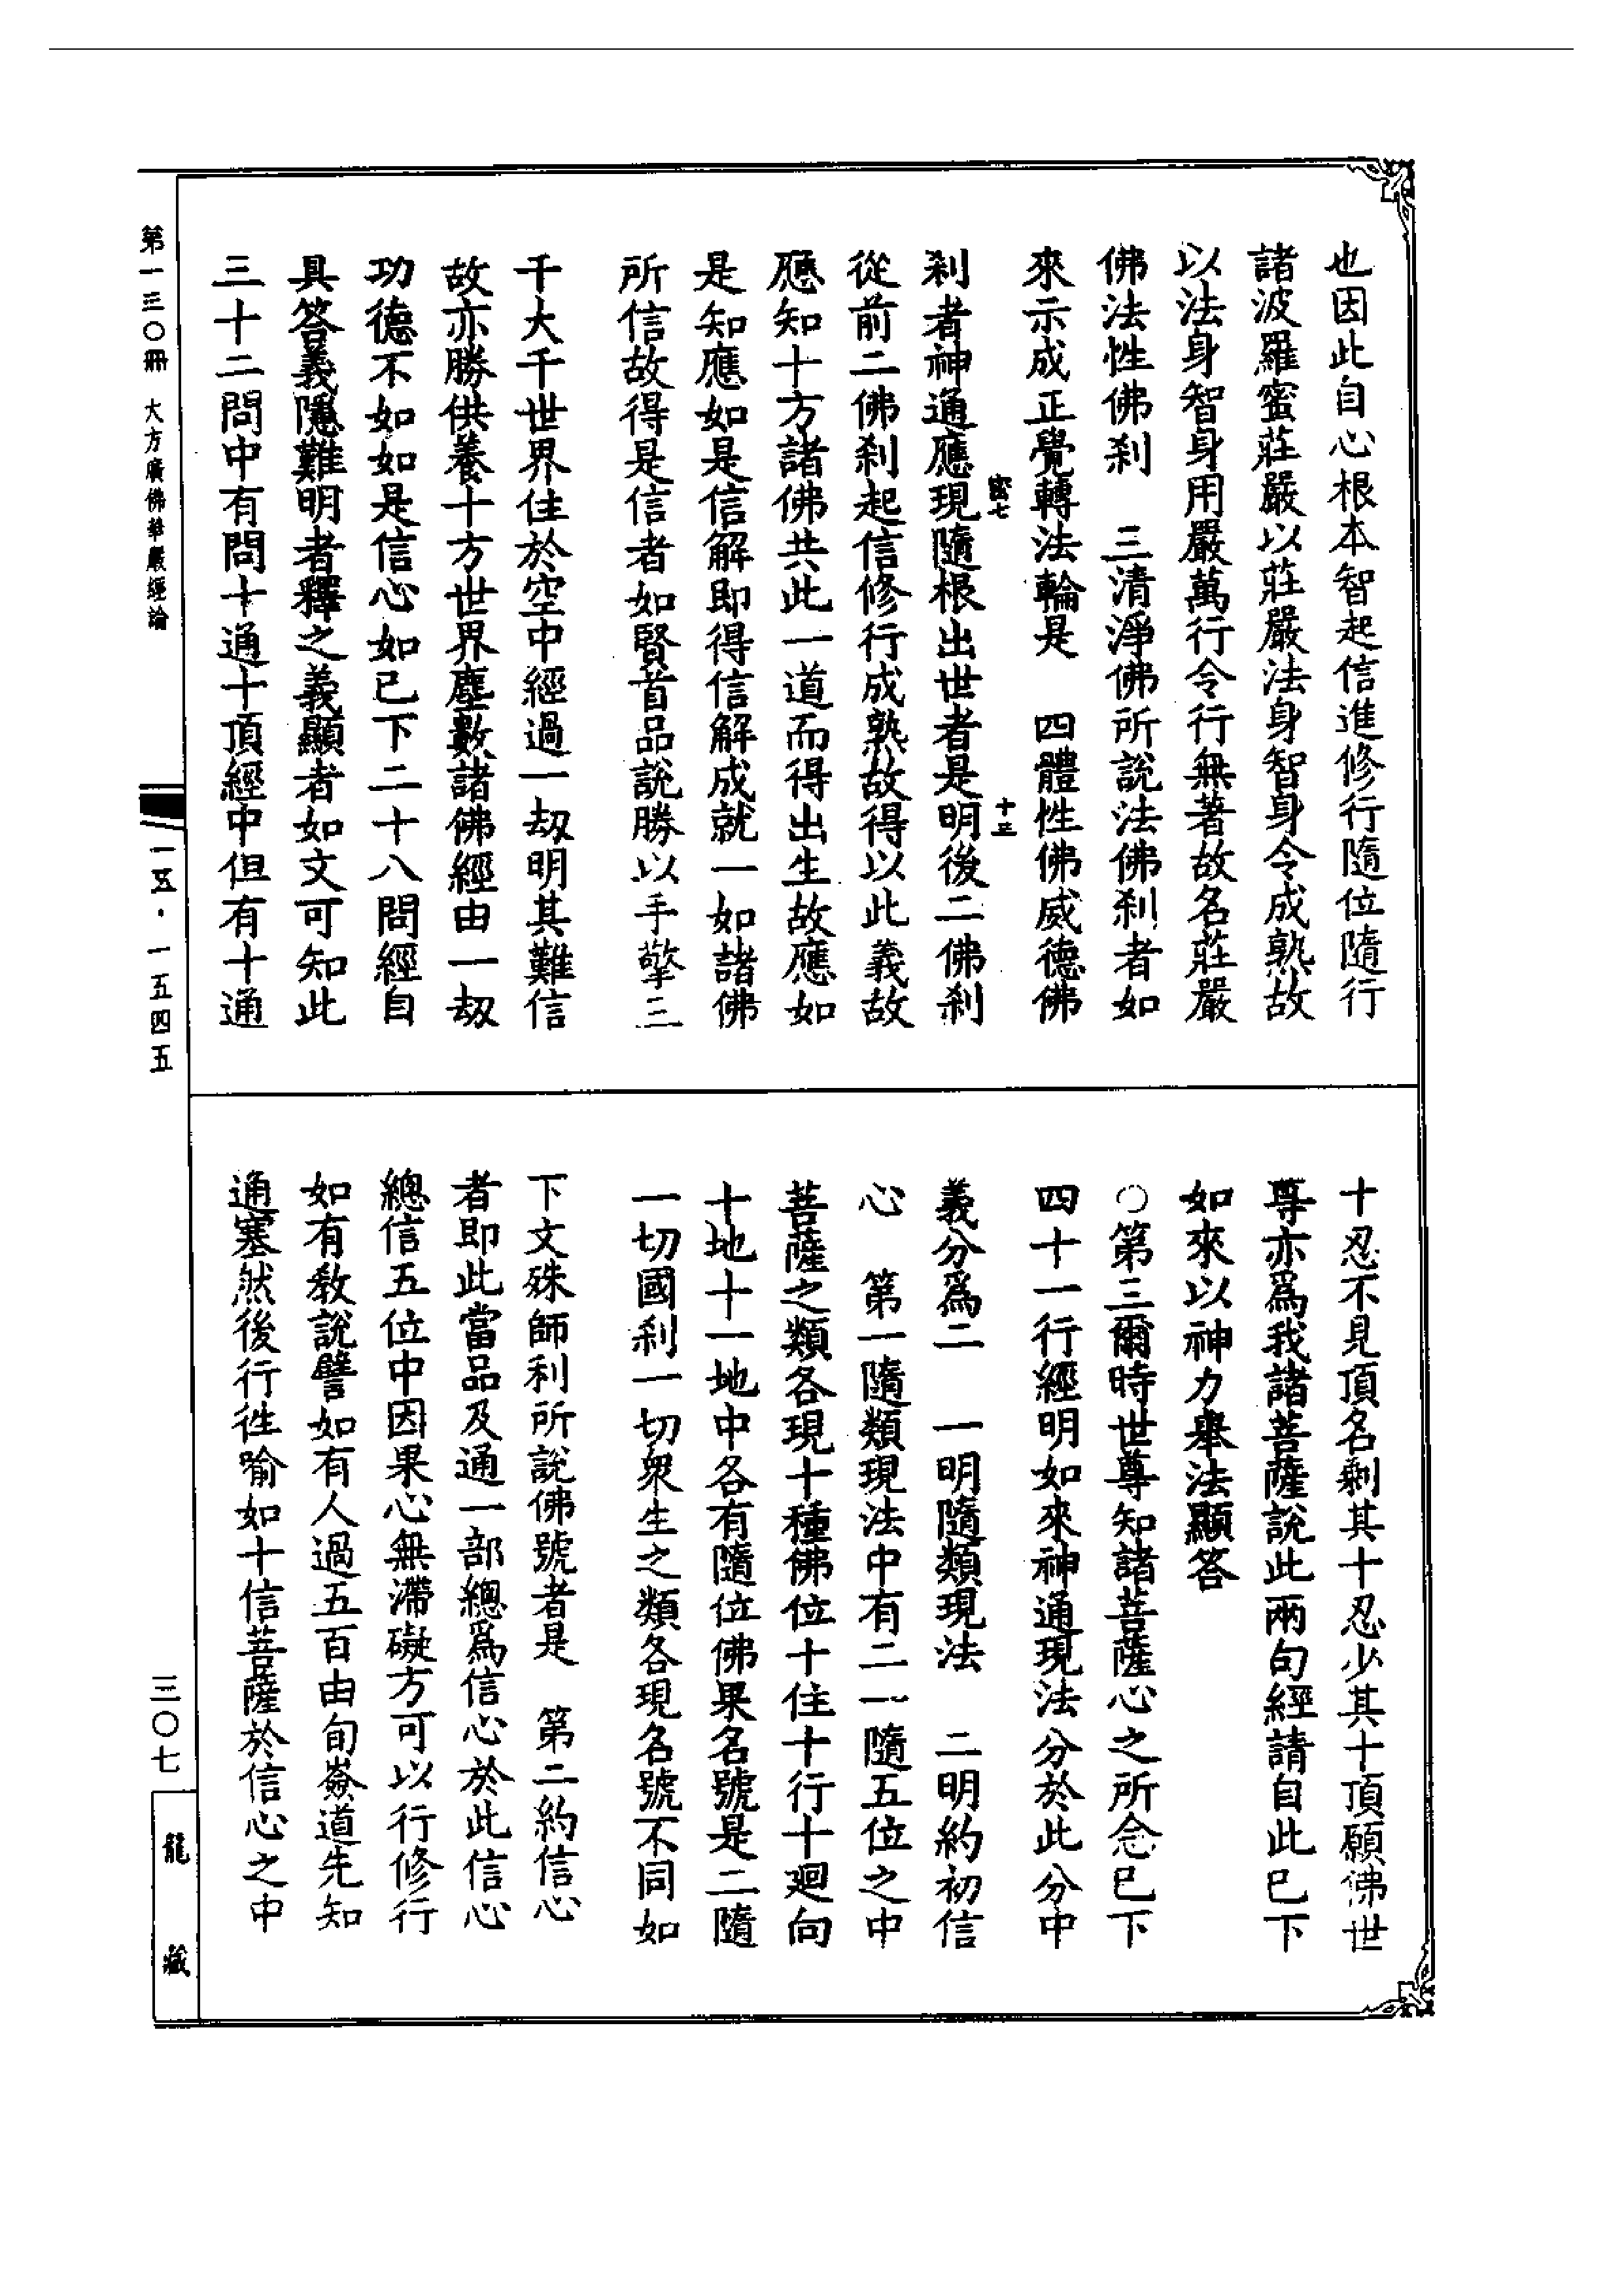 也因此自心根本智起信進修行隨位隨行
諸波羅蜜莊嚴以莊嚴法身智身令成熟故
以法身智身用嚴萬行令行無著故名莊嚴
佛法性佛刹　三清淨佛所說法佛刹者如
來示成正覺轉法輪是　四體性佛威德佛
刹者神通應現隨根出世者是明後二佛刹
從前二佛刹起信修行成熟故得以此義故
應知十方諸佛共此一道而得出生故應如
是知應如是信解即得信解成就一如諸佛
所信故得是信者如賢首品說勝以手擎三
千大千世界住於空中經過一劫明其難信
故亦勝供養十方世界塵數諸佛經由一劫
功德不如如是信心如已下二十八問經自
具答義隱難明者釋之義顯者如文可知此
三十二問中有問十通十頂經中但有十通
十忍不見頂名剩其十忍少其十頂願佛世
尊亦爲我諸菩薩說此兩句經請自此已下
如來以神力舉法顯答
○第三爾時世尊知諸菩薩心之所念已下
四十一行經明如來神通現法分於此分中
義分爲二　一明隨類現法　二明約初信
心　第一隨類現法中有二一隨五位之中
菩薩之類各現十種佛位十住十行十廻向
十地十一地中各有隨位佛果名號是二隨
一切國刹一切衆生之類各現名號不同如
下文殊師利所說佛號者是　第二約信心
者即此當品及通一部總爲信心於此信心
總信五位中因果心無滯礙方可以行修行
如有教說譬如有人過五百由旬嶮道先知
通塞然後行徃喻如十信菩薩於信心之中
密七
十三
第一三〇冊　大方廣佛華嚴經論
一五·一五四五
三〇七
龍藏